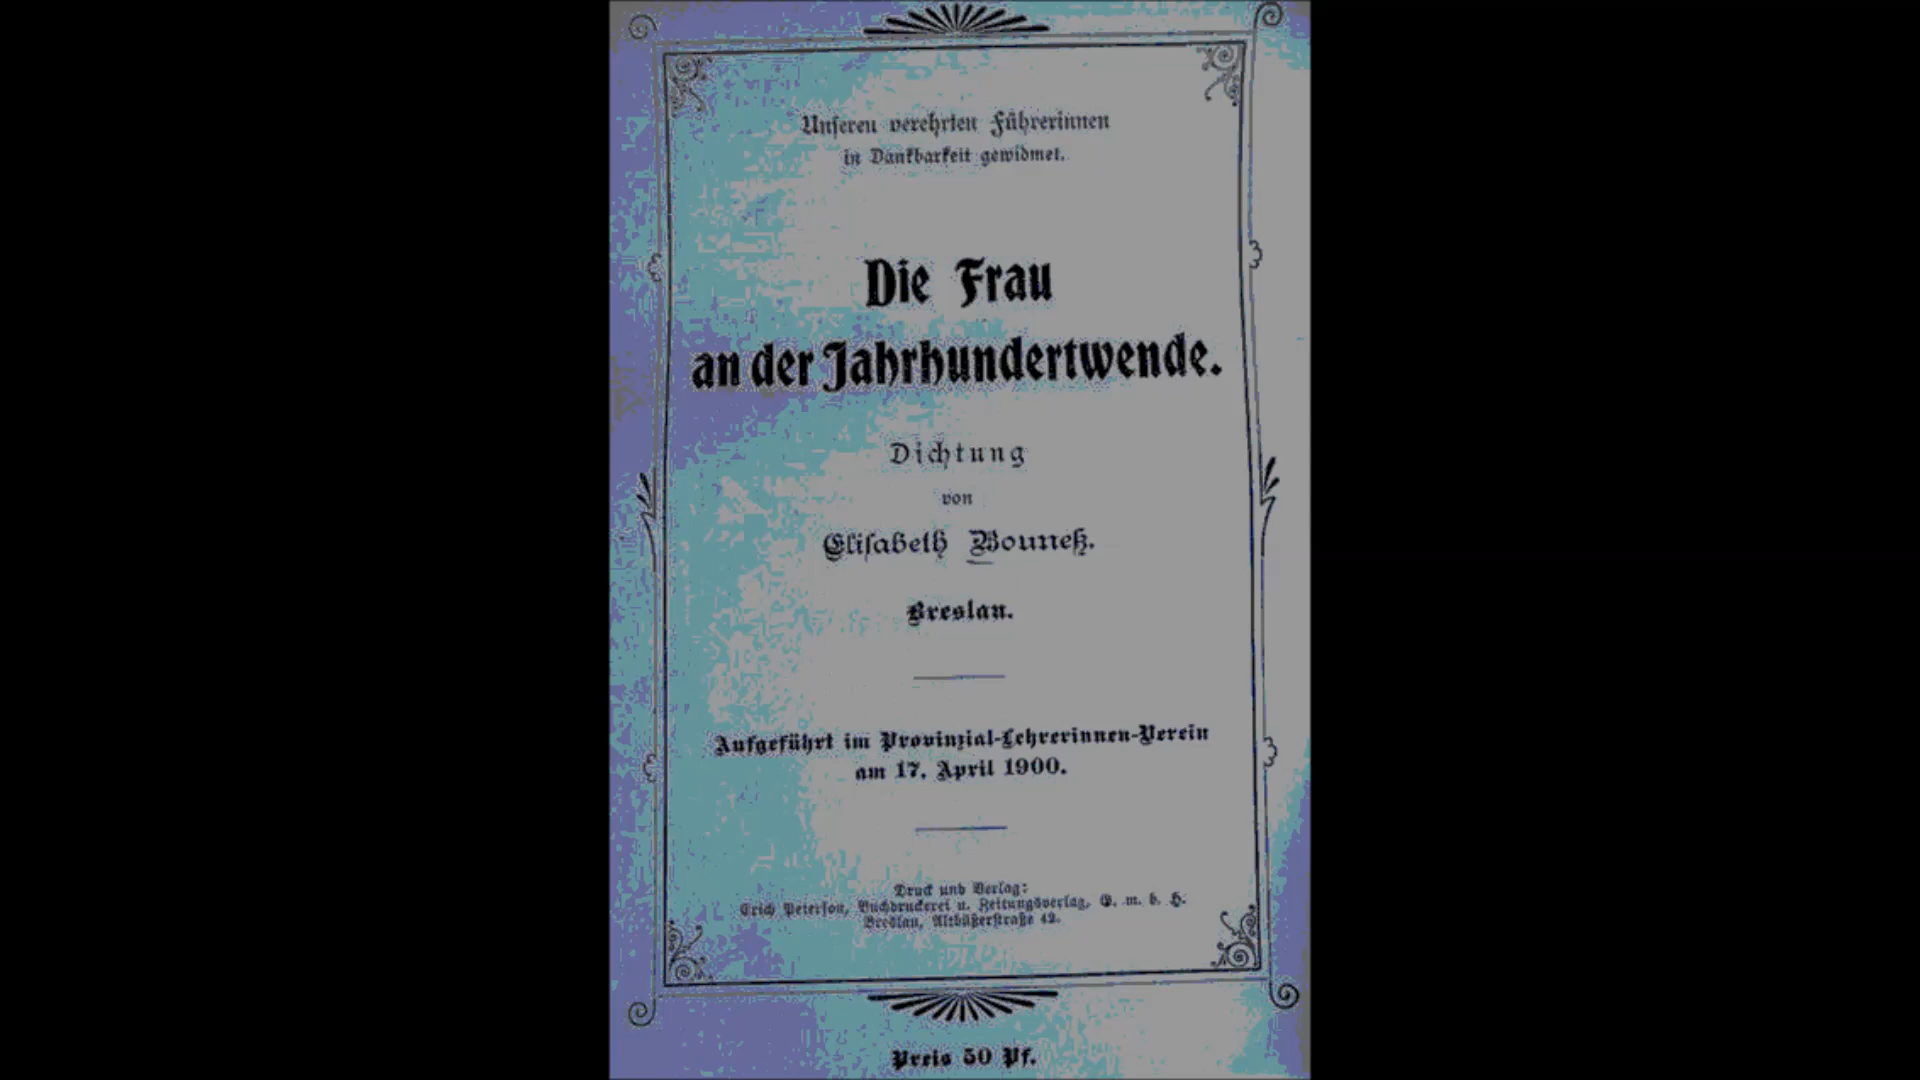 Unseren verehrten Führerinnen
in Dankbarkeit gewidmet.
Die Frau
an der Jahrhundertwende.
Dichtung
von
Elisabeth Bouneß.
Breslau.
Aufgeführt im Provinzial-Lehrerinnen-Verein
am 17. April 1900.
Druck und Verlag:
Erich Peterson, Buchdruckerei u. Zeitungsverlag, G. m. b. H.
Breslau, Altbüßerstraße 42.
Preis 50 Pf.